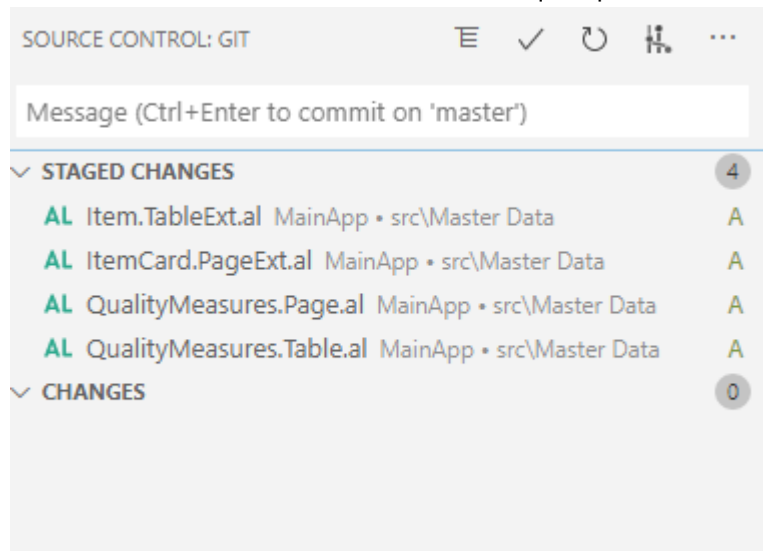 SOURCE CONTROL: GIT
Message (Ctrl+Enter to commit on 'master')
STAGED CHANGES 4
AL Item.TableExt.al MainApp • src\Master Data A
AL ItemCard.PageExt.al MainApp • src\Master Data A
AL QualityMeasures.Page.al MainApp • src\Master Data A
AL QualityMeasures.Table.al MainApp • src\Master Data A
CHANGES 0